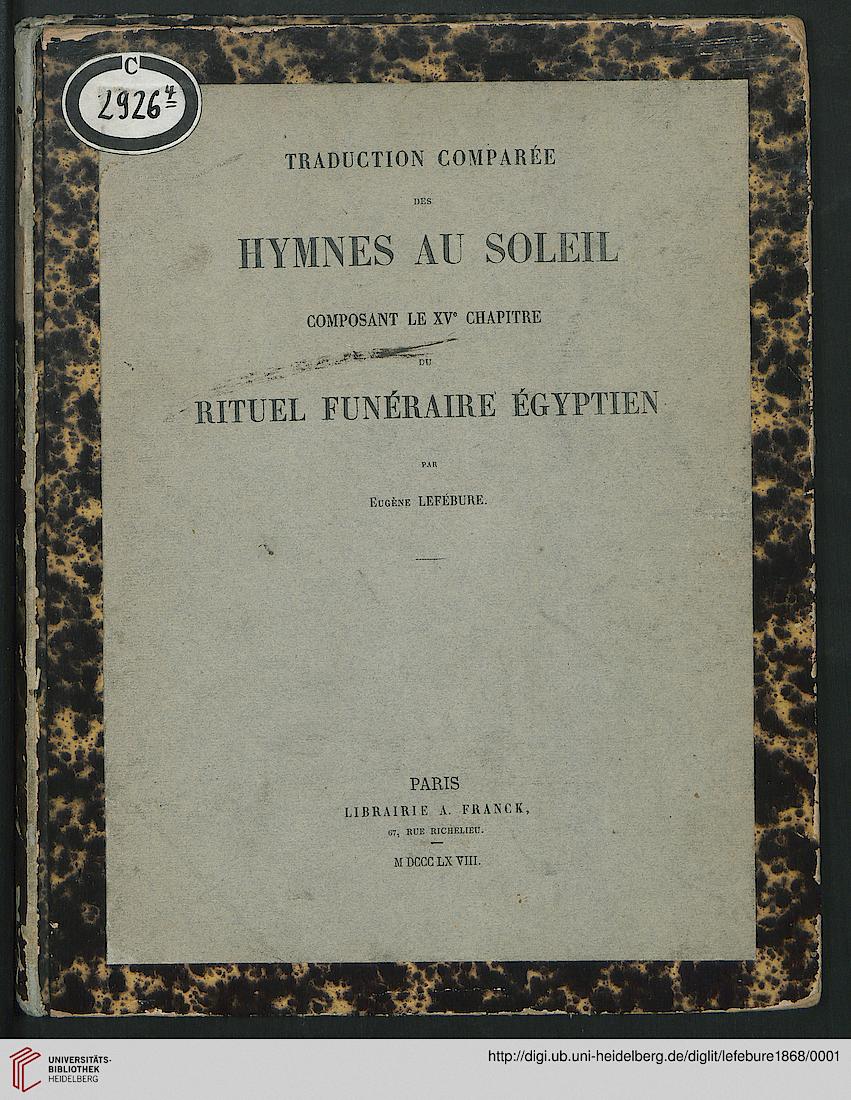 C
2926 4
TRADUCTION COMPARÉE
DES
HYMNES AU SOLEIL
COMPOSANT LE XVe CHAPITRE
DU
RITUEL FUNÉRAIRE ÉGYPTIEN
PAR
EUGÈNE LEFÉBURE.
PARIS
LIBRAIRIE A. FRANCK,
67, RUE RICHELIEU.
M DCCC LX VIII.
UNIVERSITÄTS-
BIBLIOTHEK
HEIDELBERG
http://digi.ub.uni-heidelberg.de/diglit/lefebure1868/0001